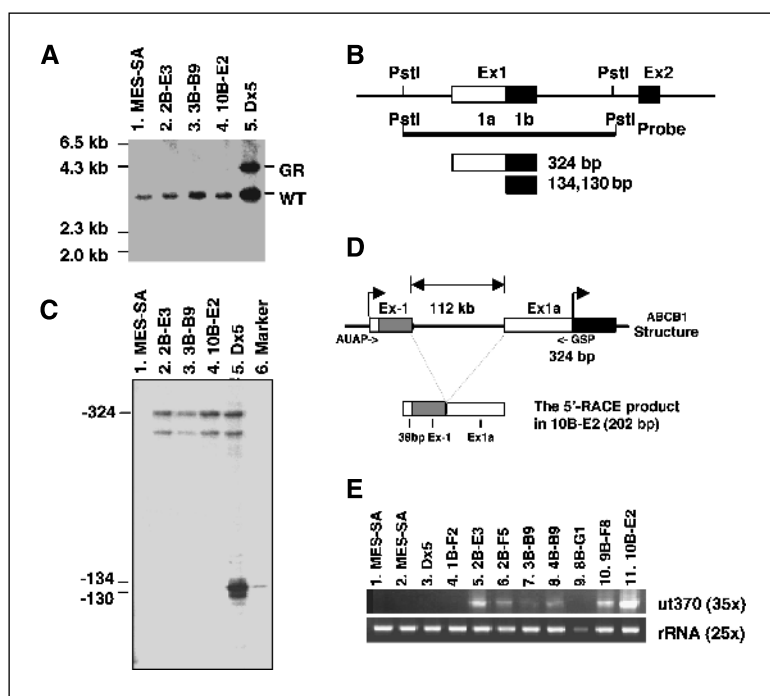 A
1. MES-SA
2. 2B-E3
3. 3B-B9
4. 10B-E2
5. Dx5
6.5 kb
4.3 kb
2.3 kb
2.0 kb
GR
WT
B
PstI Ex1 PstI Ex2
PstI 1a 1b PstI Probe
324 bp
134,130 bp
C
1. MES-SA
2. 2B-E3
3. 3B-B9
4. 10B-E2
5. Dx5
6. Marker
-324
-134
-130
D
Ex-1 112 kb Ex1a
ABCB1
Structure
AUAP-> <- GSP
324 bp
The 5'-RACE product
in 10B-E2 (202 bp)
36bp Ex-1 Ex1a
E
1. MES-SA
2. MES-SA
3. Dx5
4. 1B-F2
5. 2B-E3
6. 2B-F5
7. 3B-B9
8. 4B-B9
9. 8B-G1
10. 9B-F8
11. 10B-E2
ut370 (35x)
rRNA (25x)